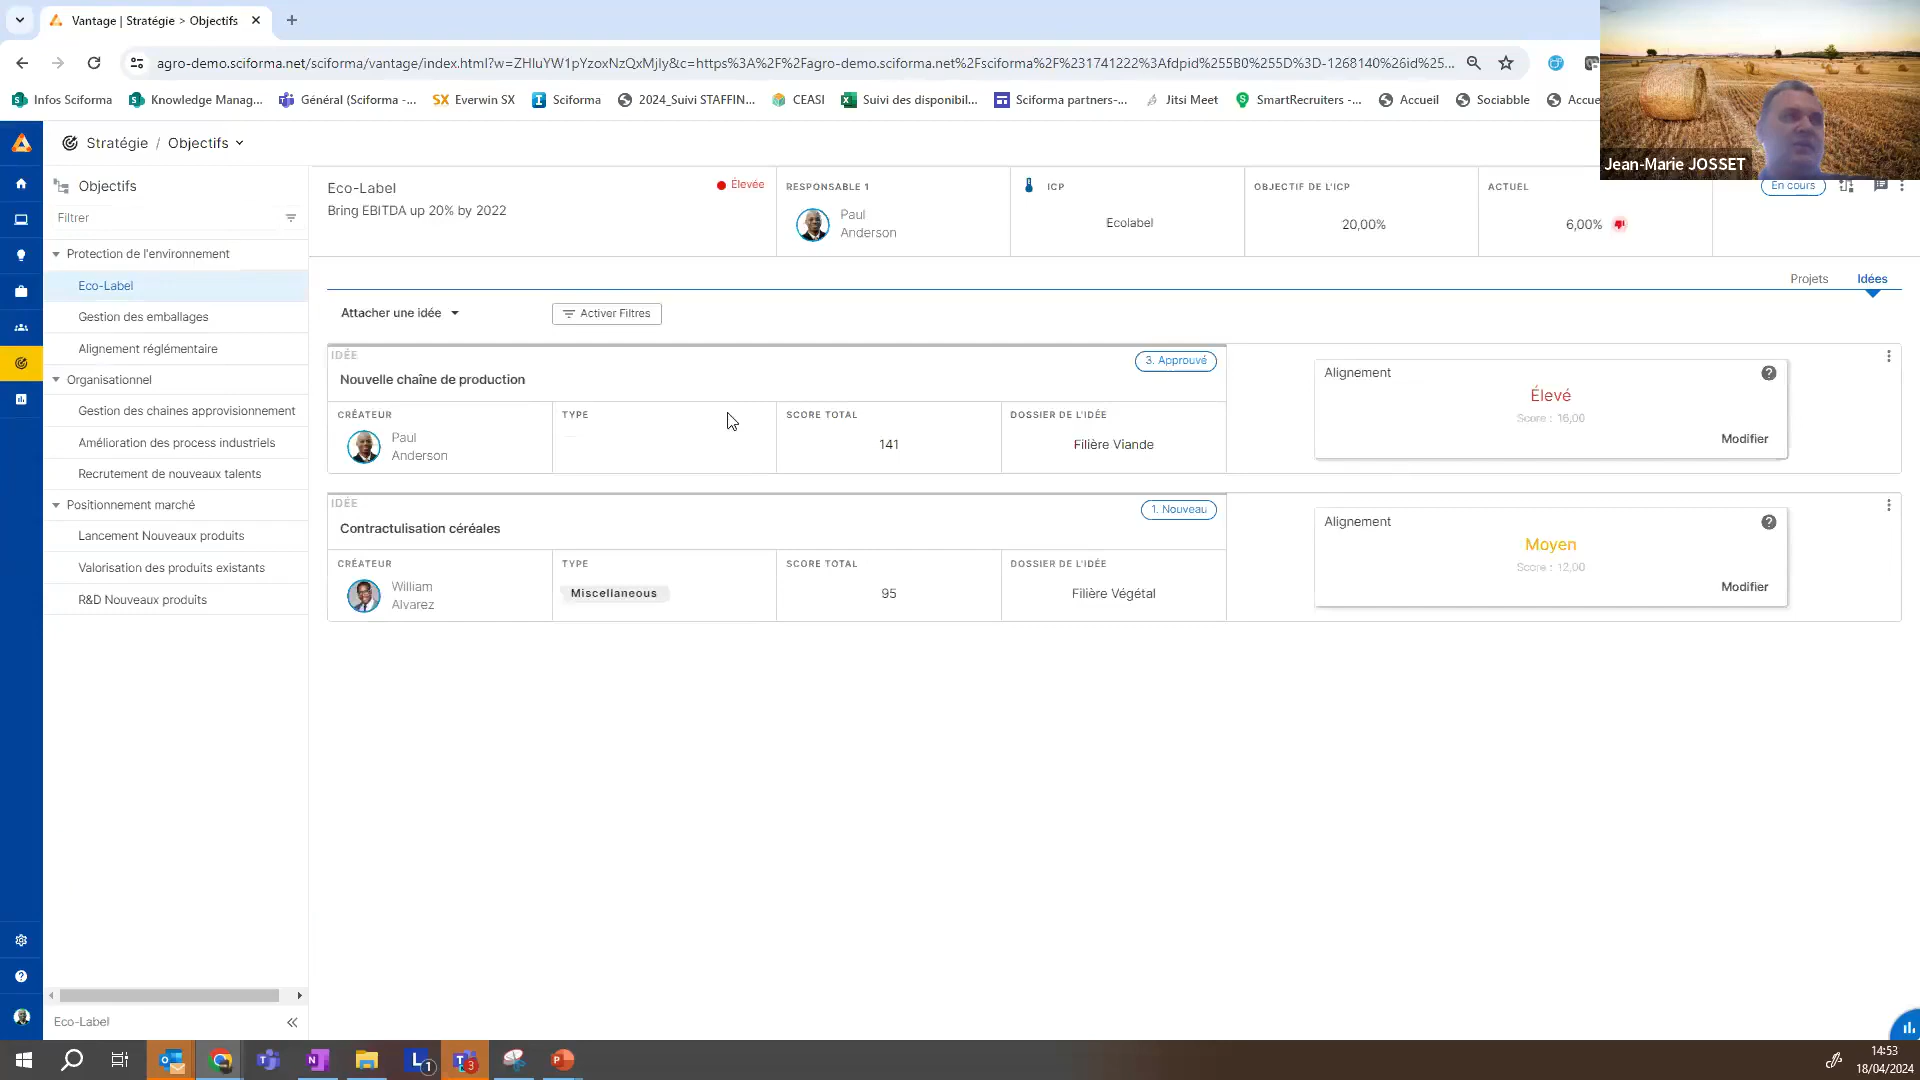 Vantage | Stratégie > Objectifs
agro-demo.sciforma.net/sciforma/vantage/index.html?w=ZHIuYW1pYzoxNzQxMjIy&c=https%3A%2F%2Fagro-demo.sciforma.net%2Fsciforma%2F%231741222%3Afdpid%255B0%255D%3D-1268140%26id%25...
Infos Sciforma
Knowledge Manag...
Général (Sciforma -...
SX Everwin SX
Sciforma
2024_Suivi STAFFIN...
CEASI
Suivi des disponibil...
Sciforma partners-...
Jitsi Meet
SmartRecruiters -...
Accueil
Sociabble
Accue
Jean-Marie JOSSET
Stratégie / Objectifs
Objectifs
Filtrer
Protection de l'environnement
Eco-Label
Gestion des emballages
Alignement réglémentaire
Organisationnel
Gestion des chaines approvisionnement
Amélioration des process industriels
Recrutement de nouveaux talents
Positionnement marché
Lancement Nouveaux produits
Valorisation des produits existants
R&D Nouveaux produits
Eco-Label
Eco-Label
Élevée
Bring EBITDA up 20% by 2022
RESPONSABLE 1
Paul
Anderson
ICP
Ecolabel
OBJECTIF DE L'ICP
20,00%
ACTUEL
6,00%
En cours
Projets
Idées
Attacher une idée
Activer Filtres
IDÉE
3. Approuvé
Nouvelle chaîne de production
CRÉATEUR
Paul
Anderson
TYPE
SCORE TOTAL
141
DOSSIER DE L'IDÉE
Filière Viande
Alignement
Élevé
Score : 16,00
Modifier
IDÉE
1. Nouveau
Contractulisation céréales
CRÉATEUR
William
Alvarez
TYPE
Miscellaneous
SCORE TOTAL
95
DOSSIER DE L'IDÉE
Filière Végétal
Alignement
Moyen
Score : 12,00
Modifier
14:53
18/04/2024